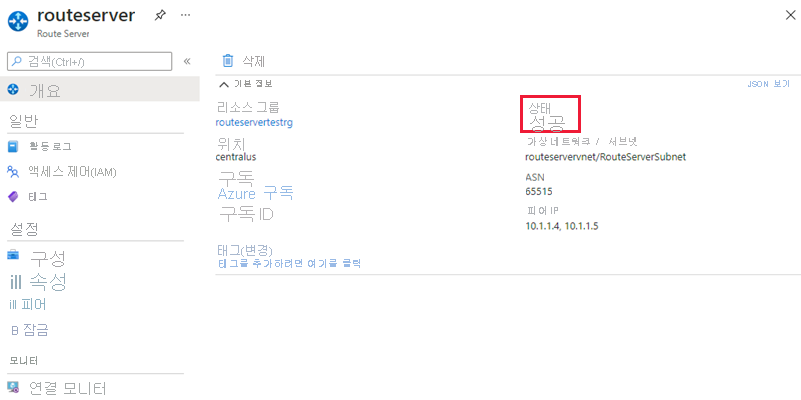 routeserver
Route Server
검색(Ctrl+/)
개요
일반
활동 로그
액세스 제어(IAM)
태그
설정
구성
ill 속성
ill 피어
B 잠금
모니터
연결 모니터
삭제
기본 정보
JSON 보기
리소스 그룹
routeservertestrg
위치
centralus
구독
Azure 구독
구독 ID
태그(변경)
태그를 추가하려면 여기를 클릭
상태
성공
가상 네트워크 / 서브넷
routeservervnet/RouteServerSubnet
ASN
65515
피어 IP
10.1.1.4, 10.1.1.5